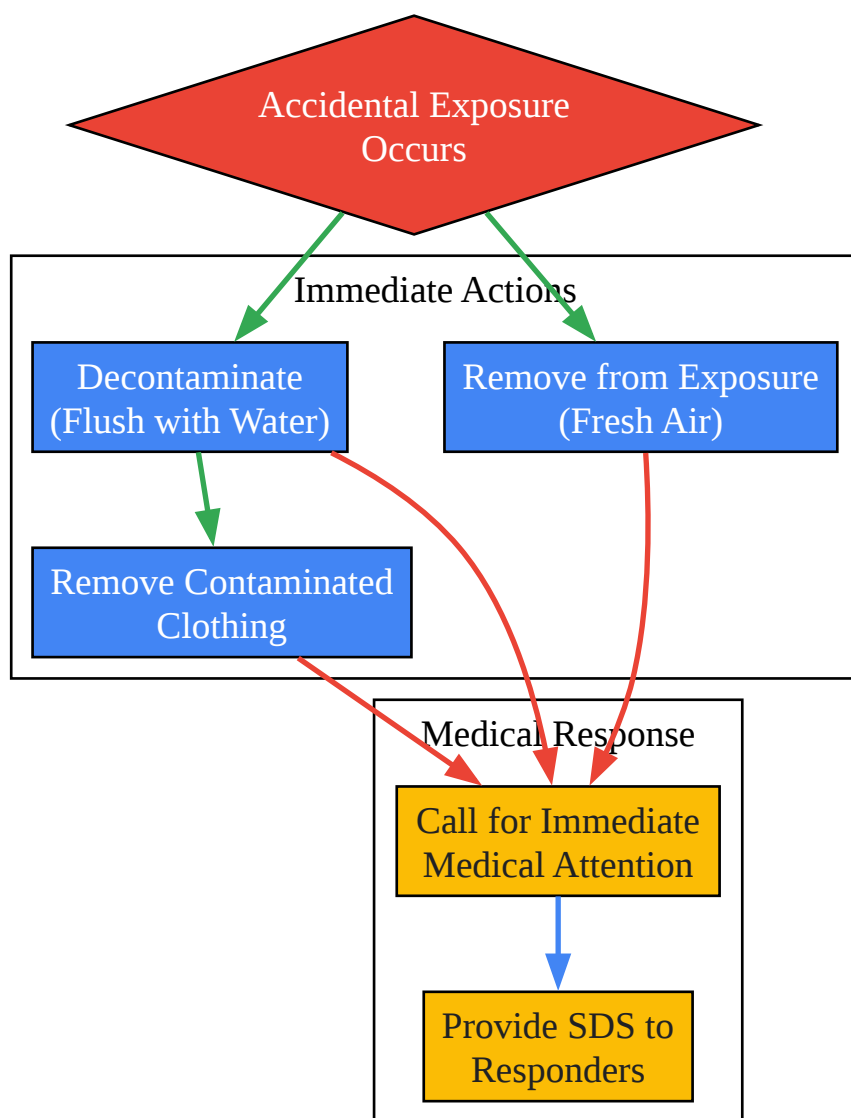 Accidental Exposure
Occurs
Immediate Actions
Decontaminate
(Flush with Water)
Remove from Exposure
(Fresh Air)
Remove Contaminated
Clothing
Medical Response
Call for Immediate
Medical Attention
Provide SDS to
Responders